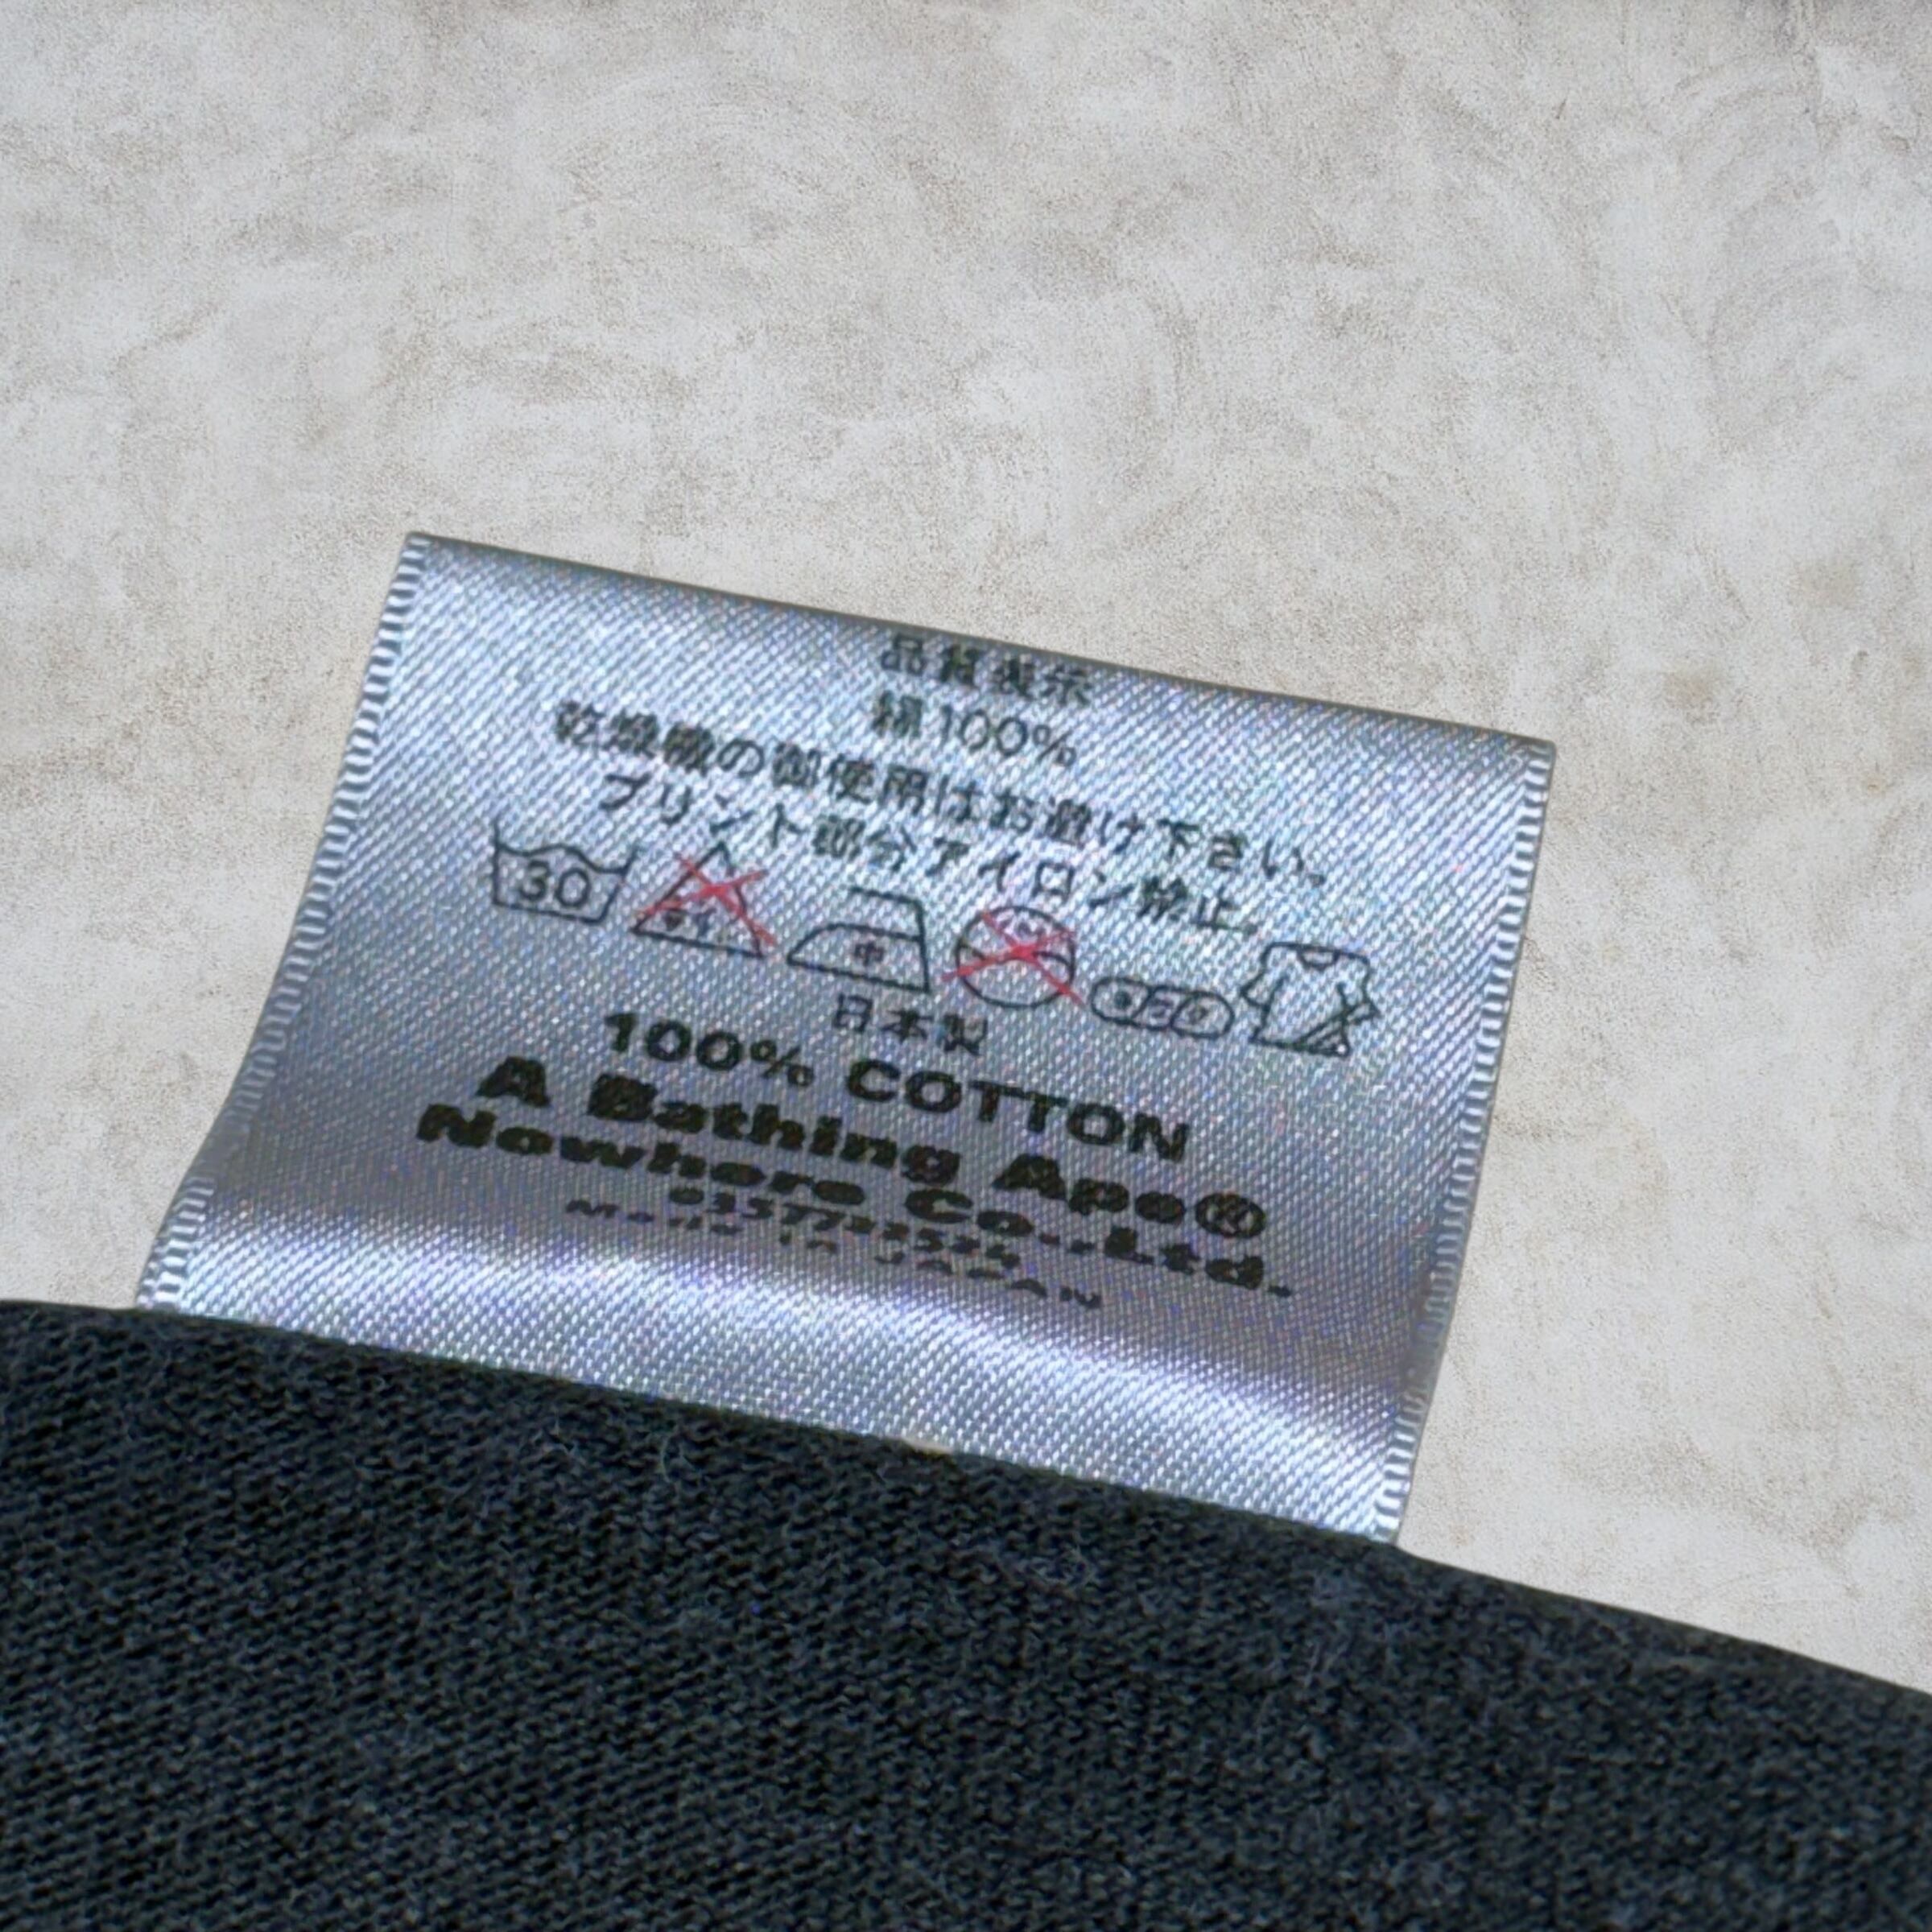 品質表示
綿100%
乾燥機の御使用はお避け下さい。
プリント部分アイロン禁止。
30 中
日本製
100% COTTON
A Bathing Ape®
Nowhere Co.,Ltd.
Made in JAPAN